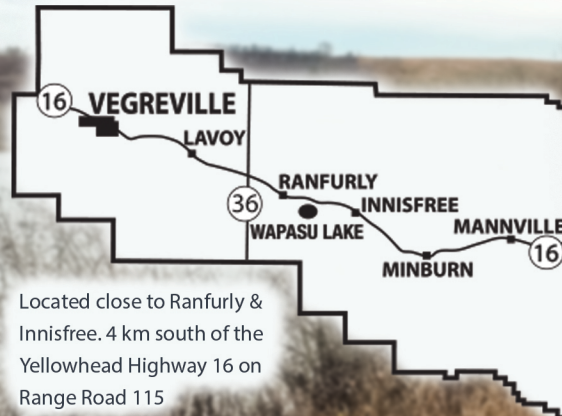 16
VEGREVILLE
LAVOY
RANFURLY
36
INNISFREE
WAPASU LAKE
MANNVILLE
16
MINBURN
Located close to Ranfurly &
Innisfree. 4 km south of the
Yellowhead Highway 16 on
Range Road 115